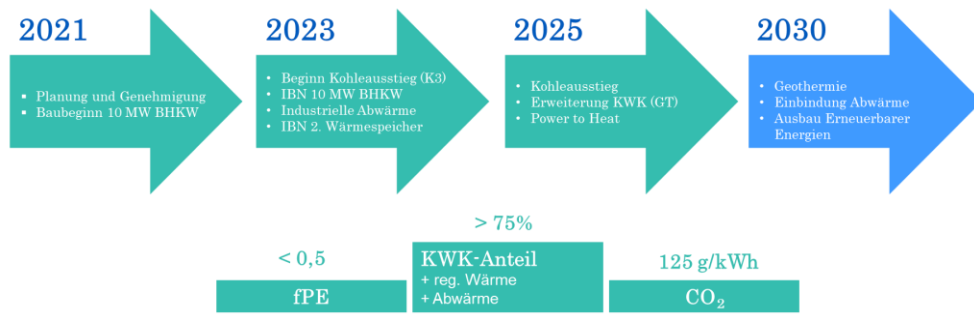 2021
▪ Planung und Genehmigung
▪ Baubeginn 10 MW BHKW
2023
• Beginn Kohleausstieg (K3)
• IBN 10 MW BHKW
• Industrielle Abwärme
• IBN 2. Wärmespeicher
2025
• Kohleausstieg
• Erweiterung KWK (GT)
• Power to Heat
2030
• Geothermie
• Einbindung Abwärme
• Ausbau Erneuerbarer
Energien
< 0,5
fPE
> 75%
KWK-Anteil
+ reg. Wärme
+ Abwärme
125 g/kWh
CO₂